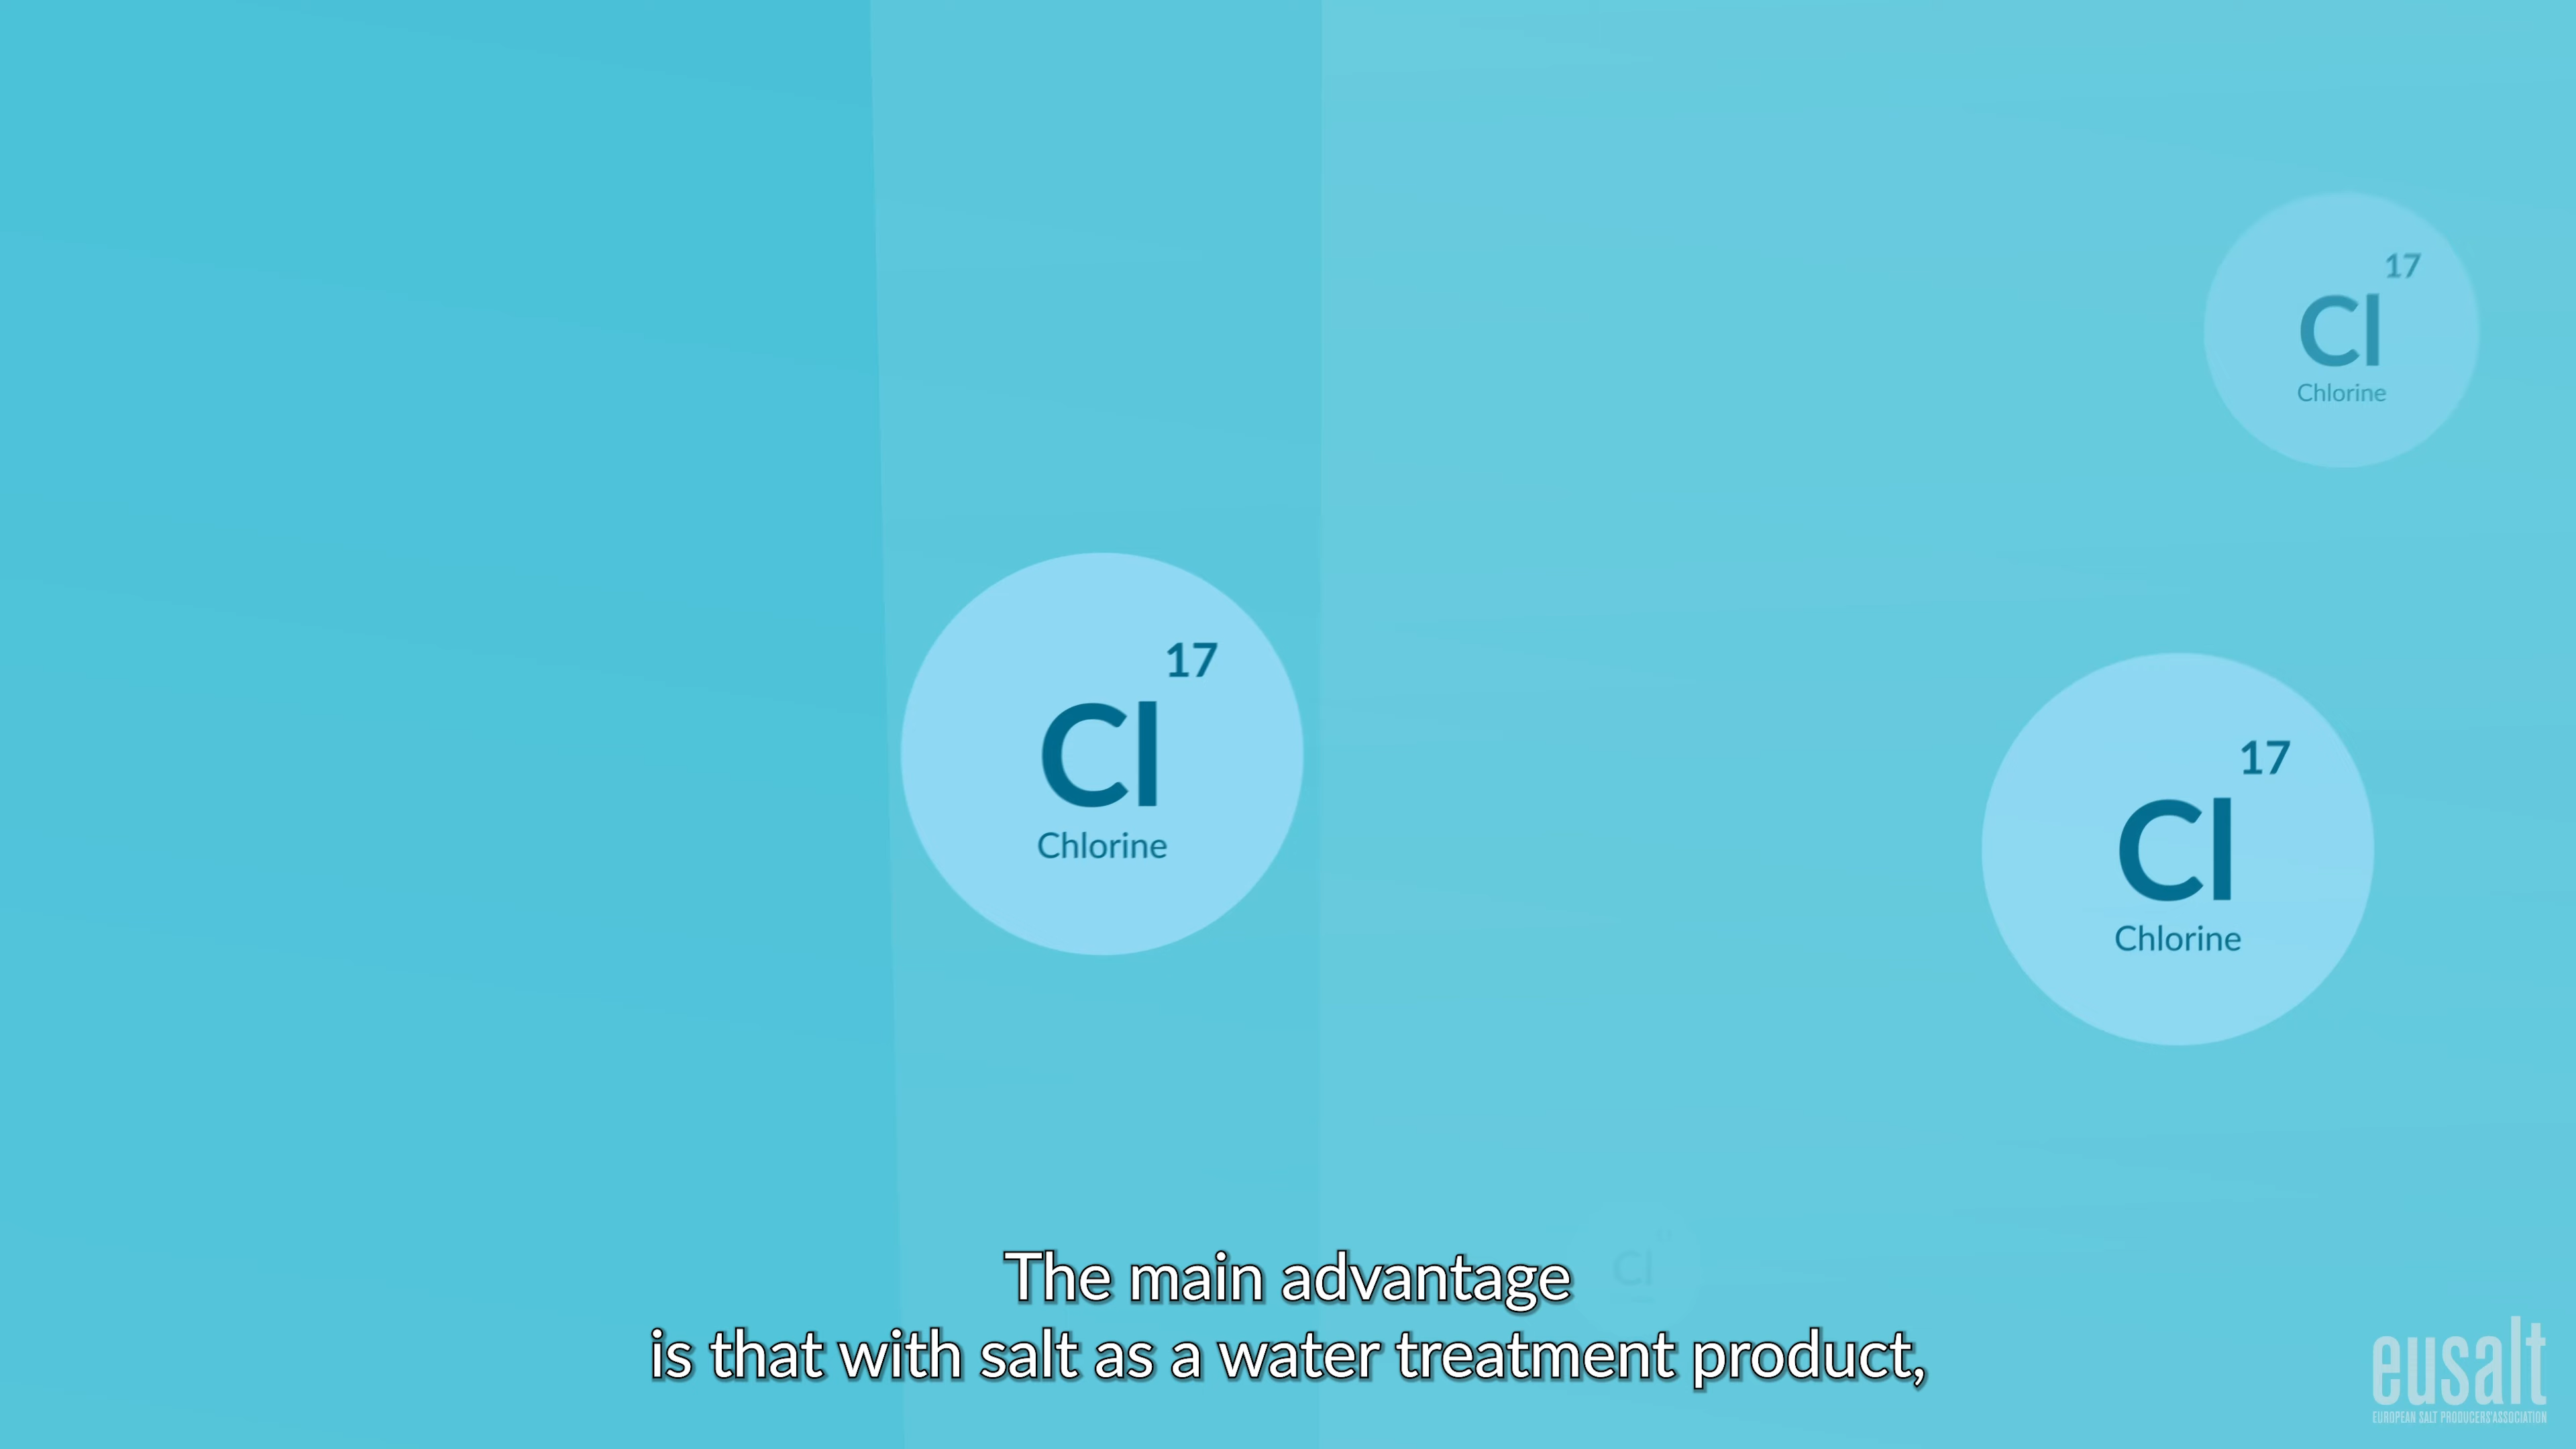 17
Cl
Chlorine
17
Cl
Chlorine
17
Cl
Chlorine
Cl
The main advantage
is that with salt as a water treatment product,
eusalt
EUROPEAN SALT PRODUCERS'ASSOCIATION